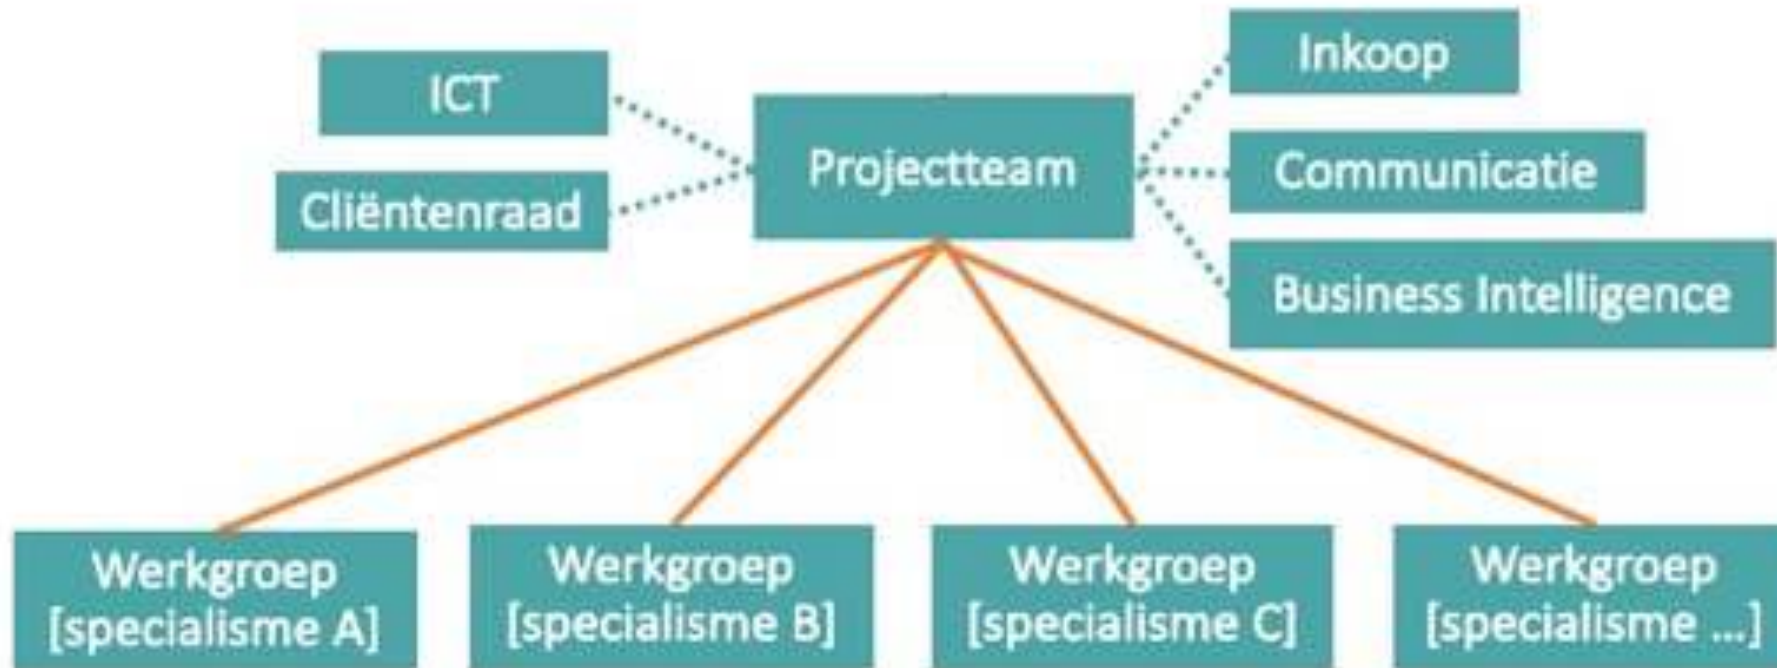 ICT
Cliëntenraad
Projectteam
Inkoop
Communicatie
Business Intelligence
Werkgroep
[specialisme A]
Werkgroep
[specialisme B]
Werkgroep
[specialisme C]
Werkgroep
[specialisme ...]